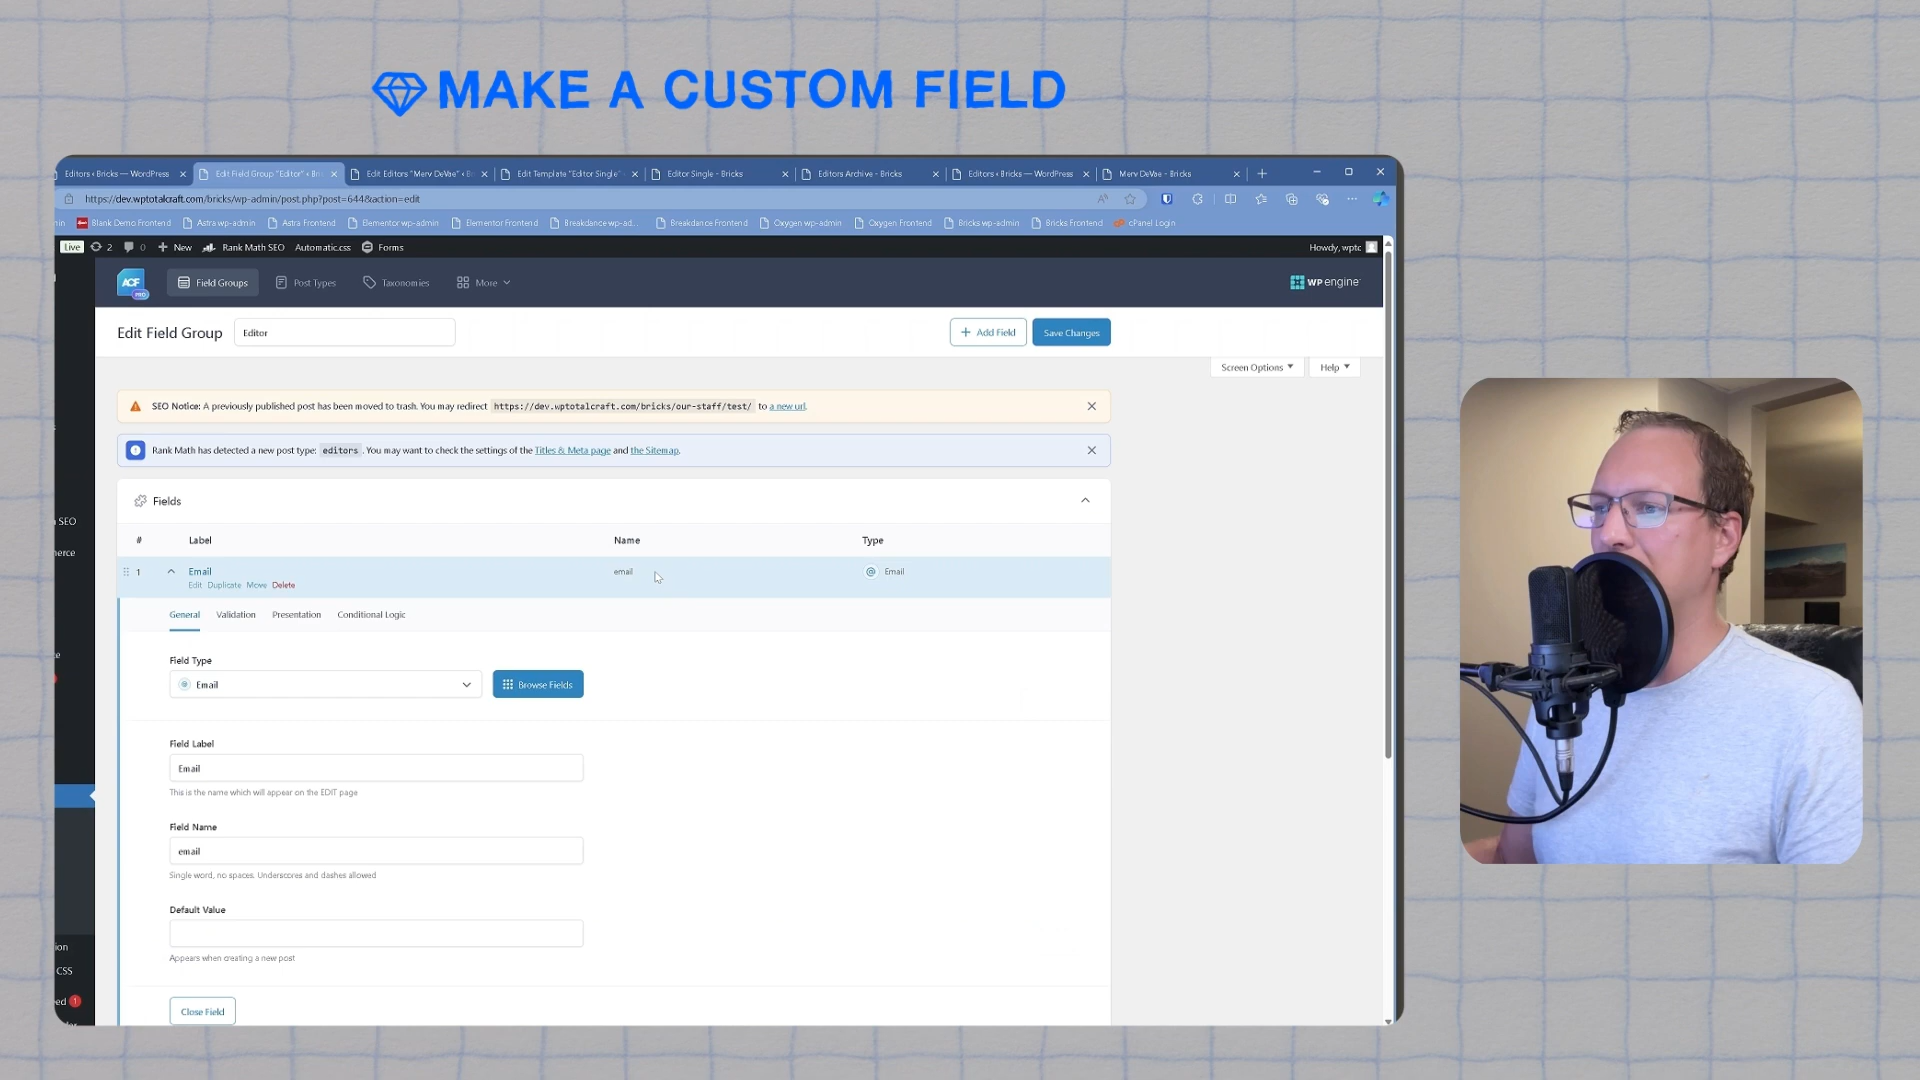 MAKE A CUSTOM FIELD
Editors ‹ Bricks — WordPress
Edit Field Group "Editor" ‹ Bri
Edit Editors "Merv DeVae" ‹ B
Edit Template "Editor Single" ‹
Editor Single - Bricks
Editors Archive - Bricks
Editors ‹ Bricks — WordPress
Merv DeVae - Bricks
https://dev.wptotalcraft.com/bricks/wp-admin/post.php?post=644&action=edit
Blank Demo Frontend
Astra wp-admin
Astra Frontend
Elementor wp-admin
Elementor Frontend
Breakdance wp-ad...
Breakdance Frontend
Oxygen wp-admin
Oxygen Frontend
Bricks wp-admin
Bricks Frontend
cPanel Login
Live
2
0
New
Rank Math SEO
Automatic.css
Forms
Howdy, wptc
ACF
PRO
Field Groups
Post Types
Taxonomies
More
WP engine
Edit Field Group
Editor
Add Field
Save Changes
Screen Options
Help
SEO Notice: A previously published post has been moved to trash. You may redirect https://dev.wptotalcraft.com/bricks/our-staff/test/ to a new url.
Rank Math has detected a new post type: editors . You may want to check the settings of the Titles & Meta page and the Sitemap.
Fields
# Label Name Type
1 Email email Email
Edit Duplicate Move Delete
General Validation Presentation Conditional Logic
Field Type
Email
Browse Fields
Field Label
Email
This is the name which will appear on the EDIT page
Field Name
email
Single word, no spaces. Underscores and dashes allowed
Default Value
Appears when creating a new post
Close Field
SEO
CSS
1